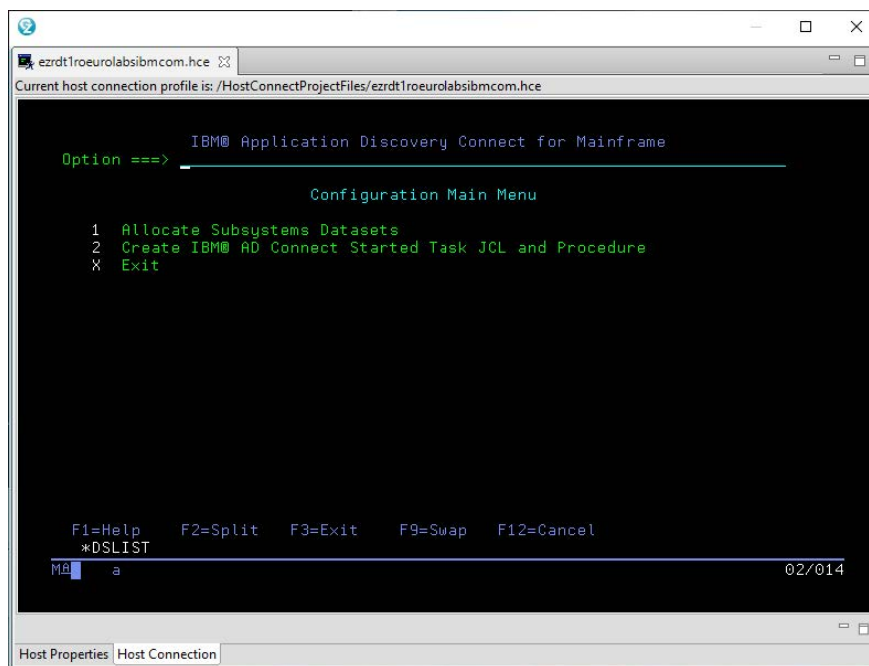 ezrdt1roeurolabsibmcom.hce
Current host connection profile is: /HostConnectProjectFiles/ezrdt1roeurolabsibmcom.hce
IBM® Application Discovery Connect for Mainframe
Option ===>
Configuration Main Menu
1 Allocate Subsystems Datasets
2 Create IBM® AD Connect Started Task JCL and Procedure
X Exit
F1=Help F2=Split F3=Exit F9=Swap F12=Cancel
*DSLIST
MA a 02/014
Host Properties Host Connection